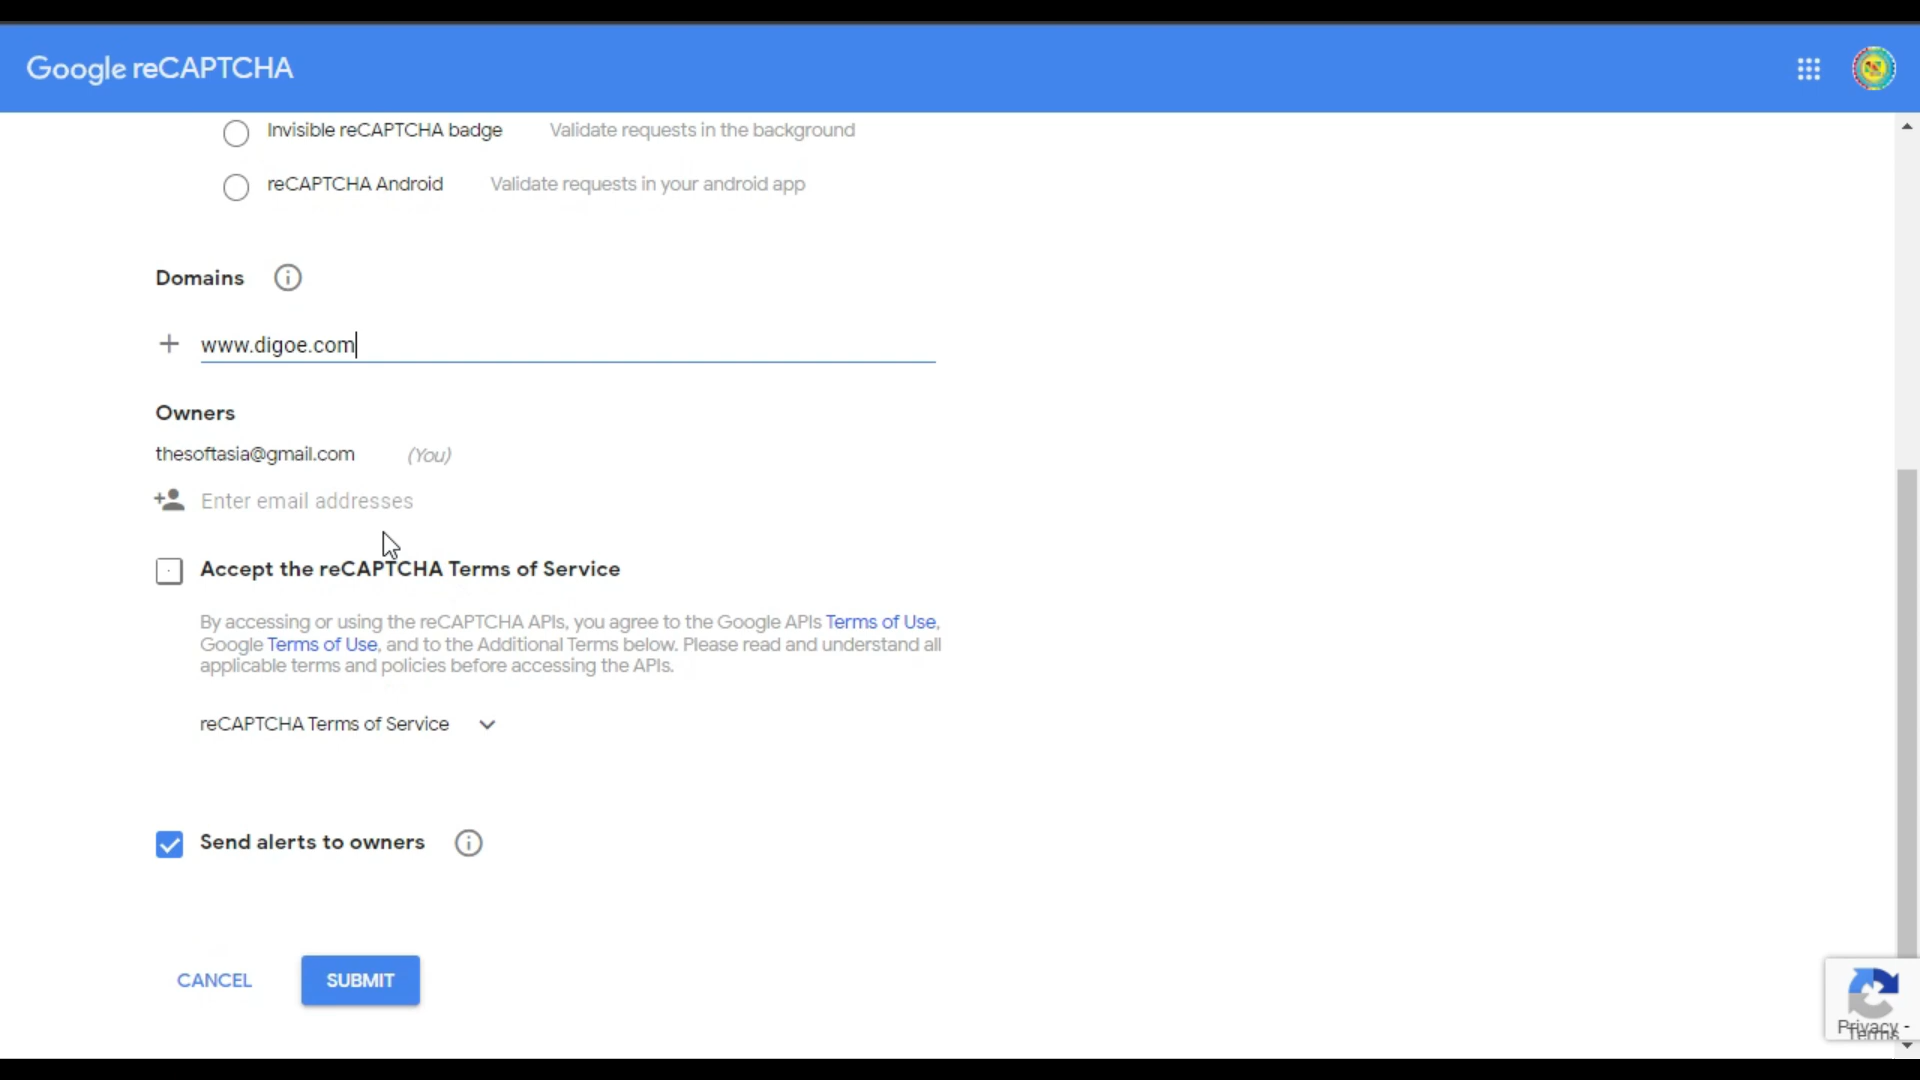 Google reCAPTCHA
Invisible reCAPTCHA badge Validate requests in the background
reCAPTCHA Android Validate requests in your android app
Domains
www.digoe.com
Owners
thesoftasia@gmail.com (You)
Enter email addresses
Accept the reCAPTCHA Terms of Service
By accessing or using the reCAPTCHA APIs, you agree to the Google APIs Terms of Use,
Google Terms of Use, and to the Additional Terms below. Please read and understand all
applicable terms and policies before accessing the APIs.
reCAPTCHA Terms of Service
Send alerts to owners
CANCEL SUBMIT
Privacy -
Terms